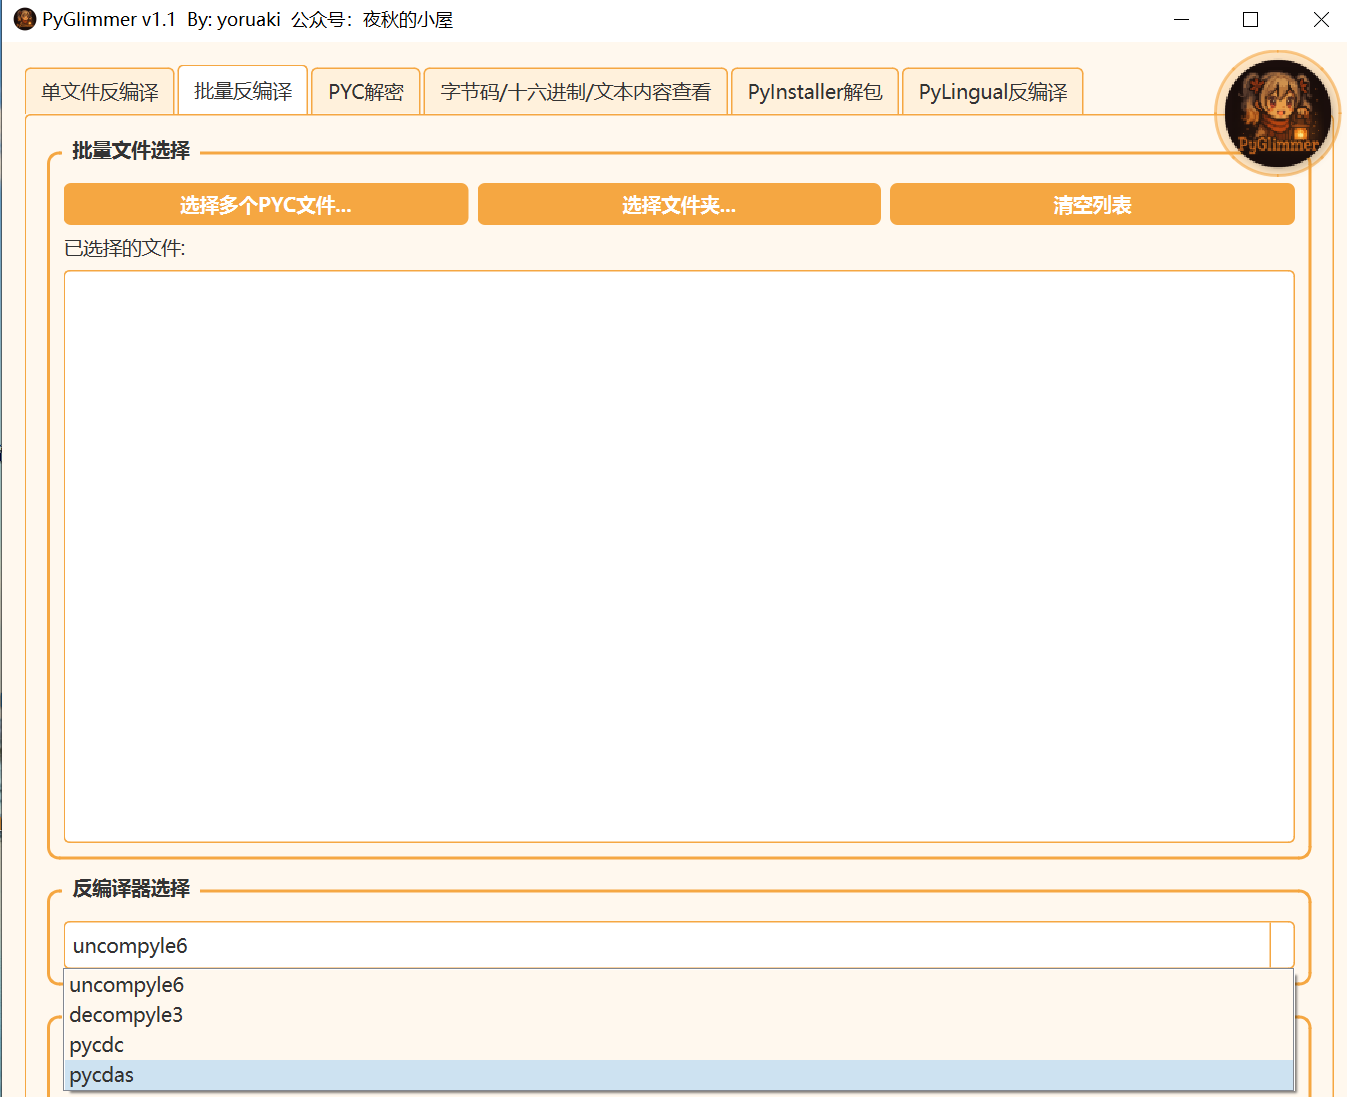 PyGlimmer v1.1 By: yoruaki 公众号：夜秋的小屋
单文件反编译 批量反编译 PYC解密 字节码/十六进制/文本内容查看 PyInstaller解包 PyLingual反编译
PyGlimmer
批量文件选择
选择多个PYC文件... 选择文件夹... 清空列表
已选择的文件:
反编译器选择
uncompyle6
uncompyle6
decompyle3
pycdc
pycdas